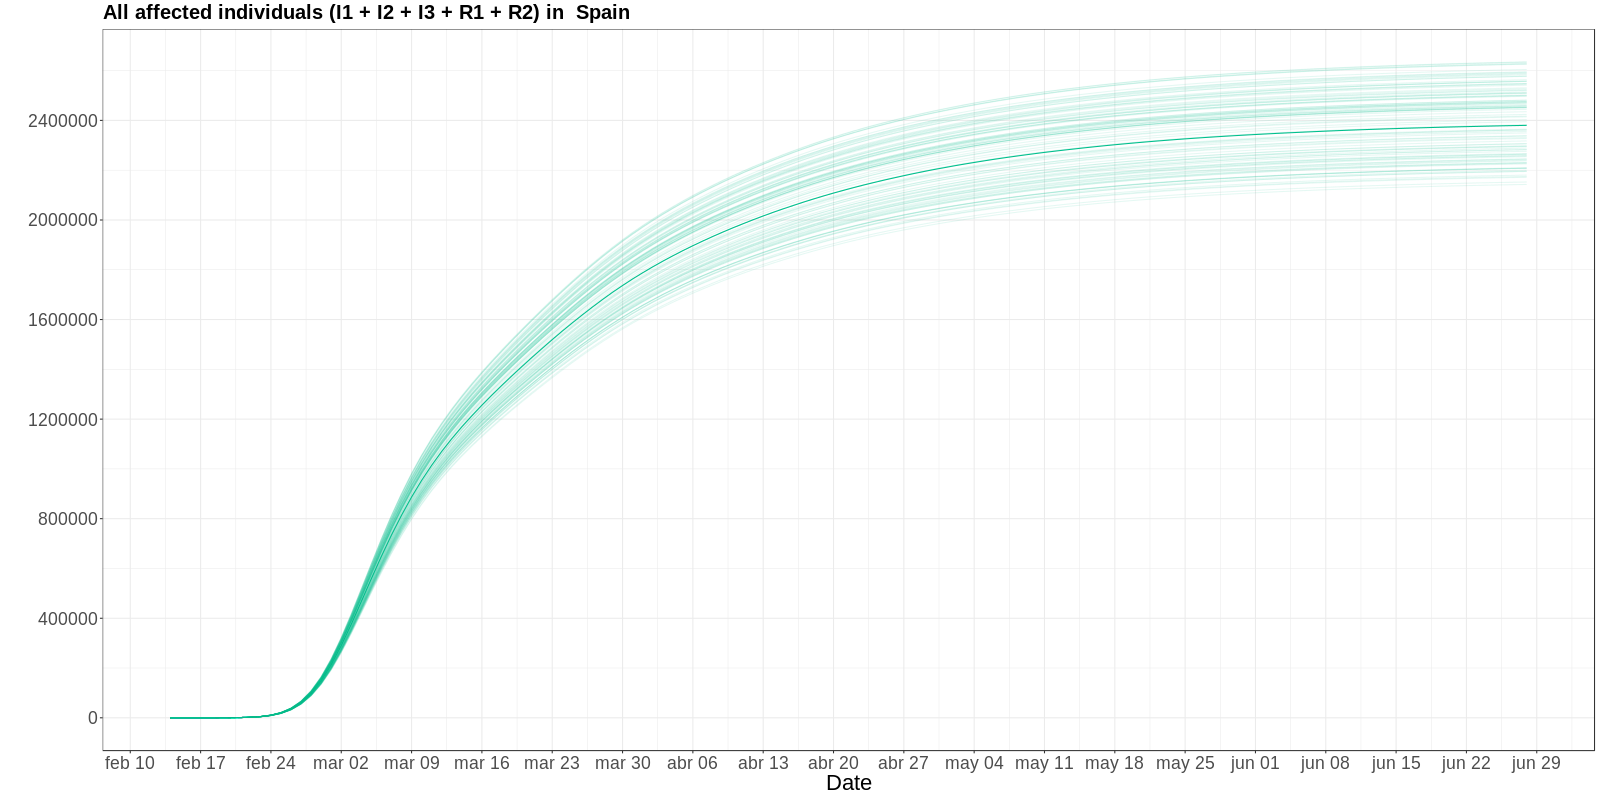 All affected individuals (I1 + I2 + I3 + R1 + R2) in  Spain
2400000
2000000
1600000
1200000
800000
400000
0
feb 10 feb 17 feb 24 mar 02 mar 09 mar 16 mar 23 mar 30 abr 06 abr 13 abr 20 abr 27 may 04 may 11 may 18 may 25 jun 01 jun 08 jun 15 jun 22 jun 29
Date